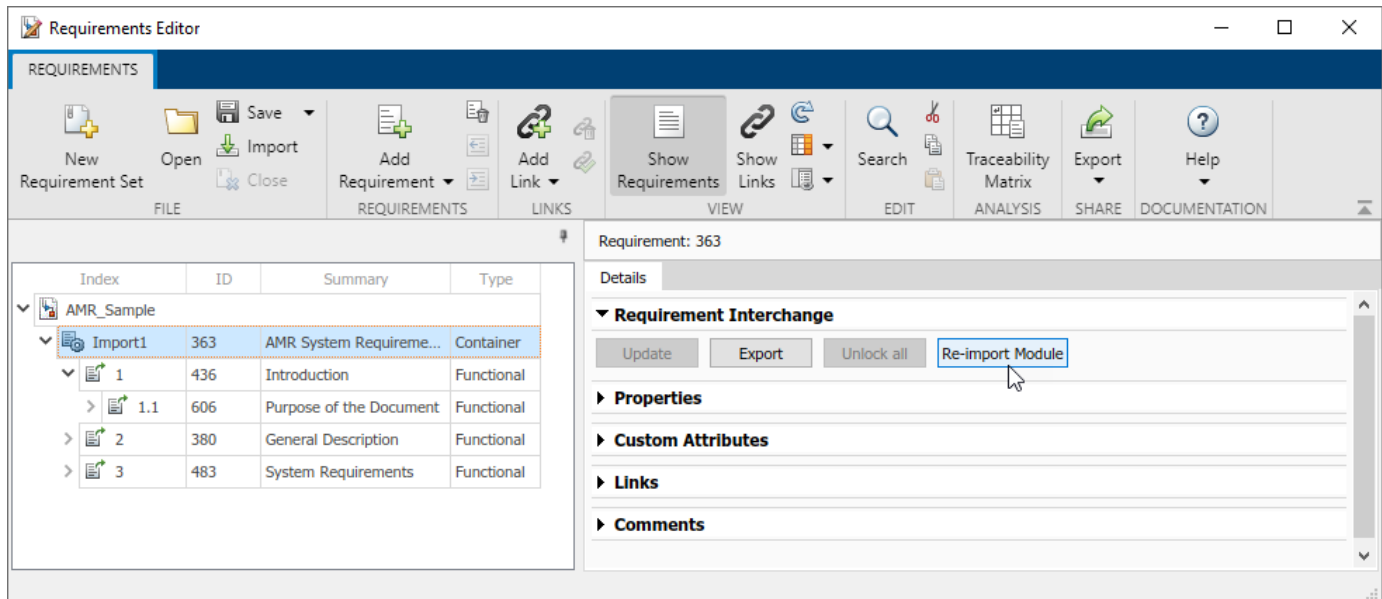 Requirements Editor
REQUIREMENTS
New
Requirement Set
Open
Save
Import
Close
FILE
Add
Requirement
REQUIREMENTS
Add
Link
LINKS
Show
Requirements
Show
Links
VIEW
Search
EDIT
Traceability
Matrix
ANALYSIS
Export
SHARE
Help
DOCUMENTATION
Index ID Summary Type
AMR_Sample
Import1 363 AMR System Requireme... Container
1 436 Introduction Functional
1.1 606 Purpose of the Document Functional
2 380 General Description Functional
3 483 System Requirements Functional
Requirement: 363
Details
Requirement Interchange
Update Export Unlock all Re-import Module
Properties
Custom Attributes
Links
Comments